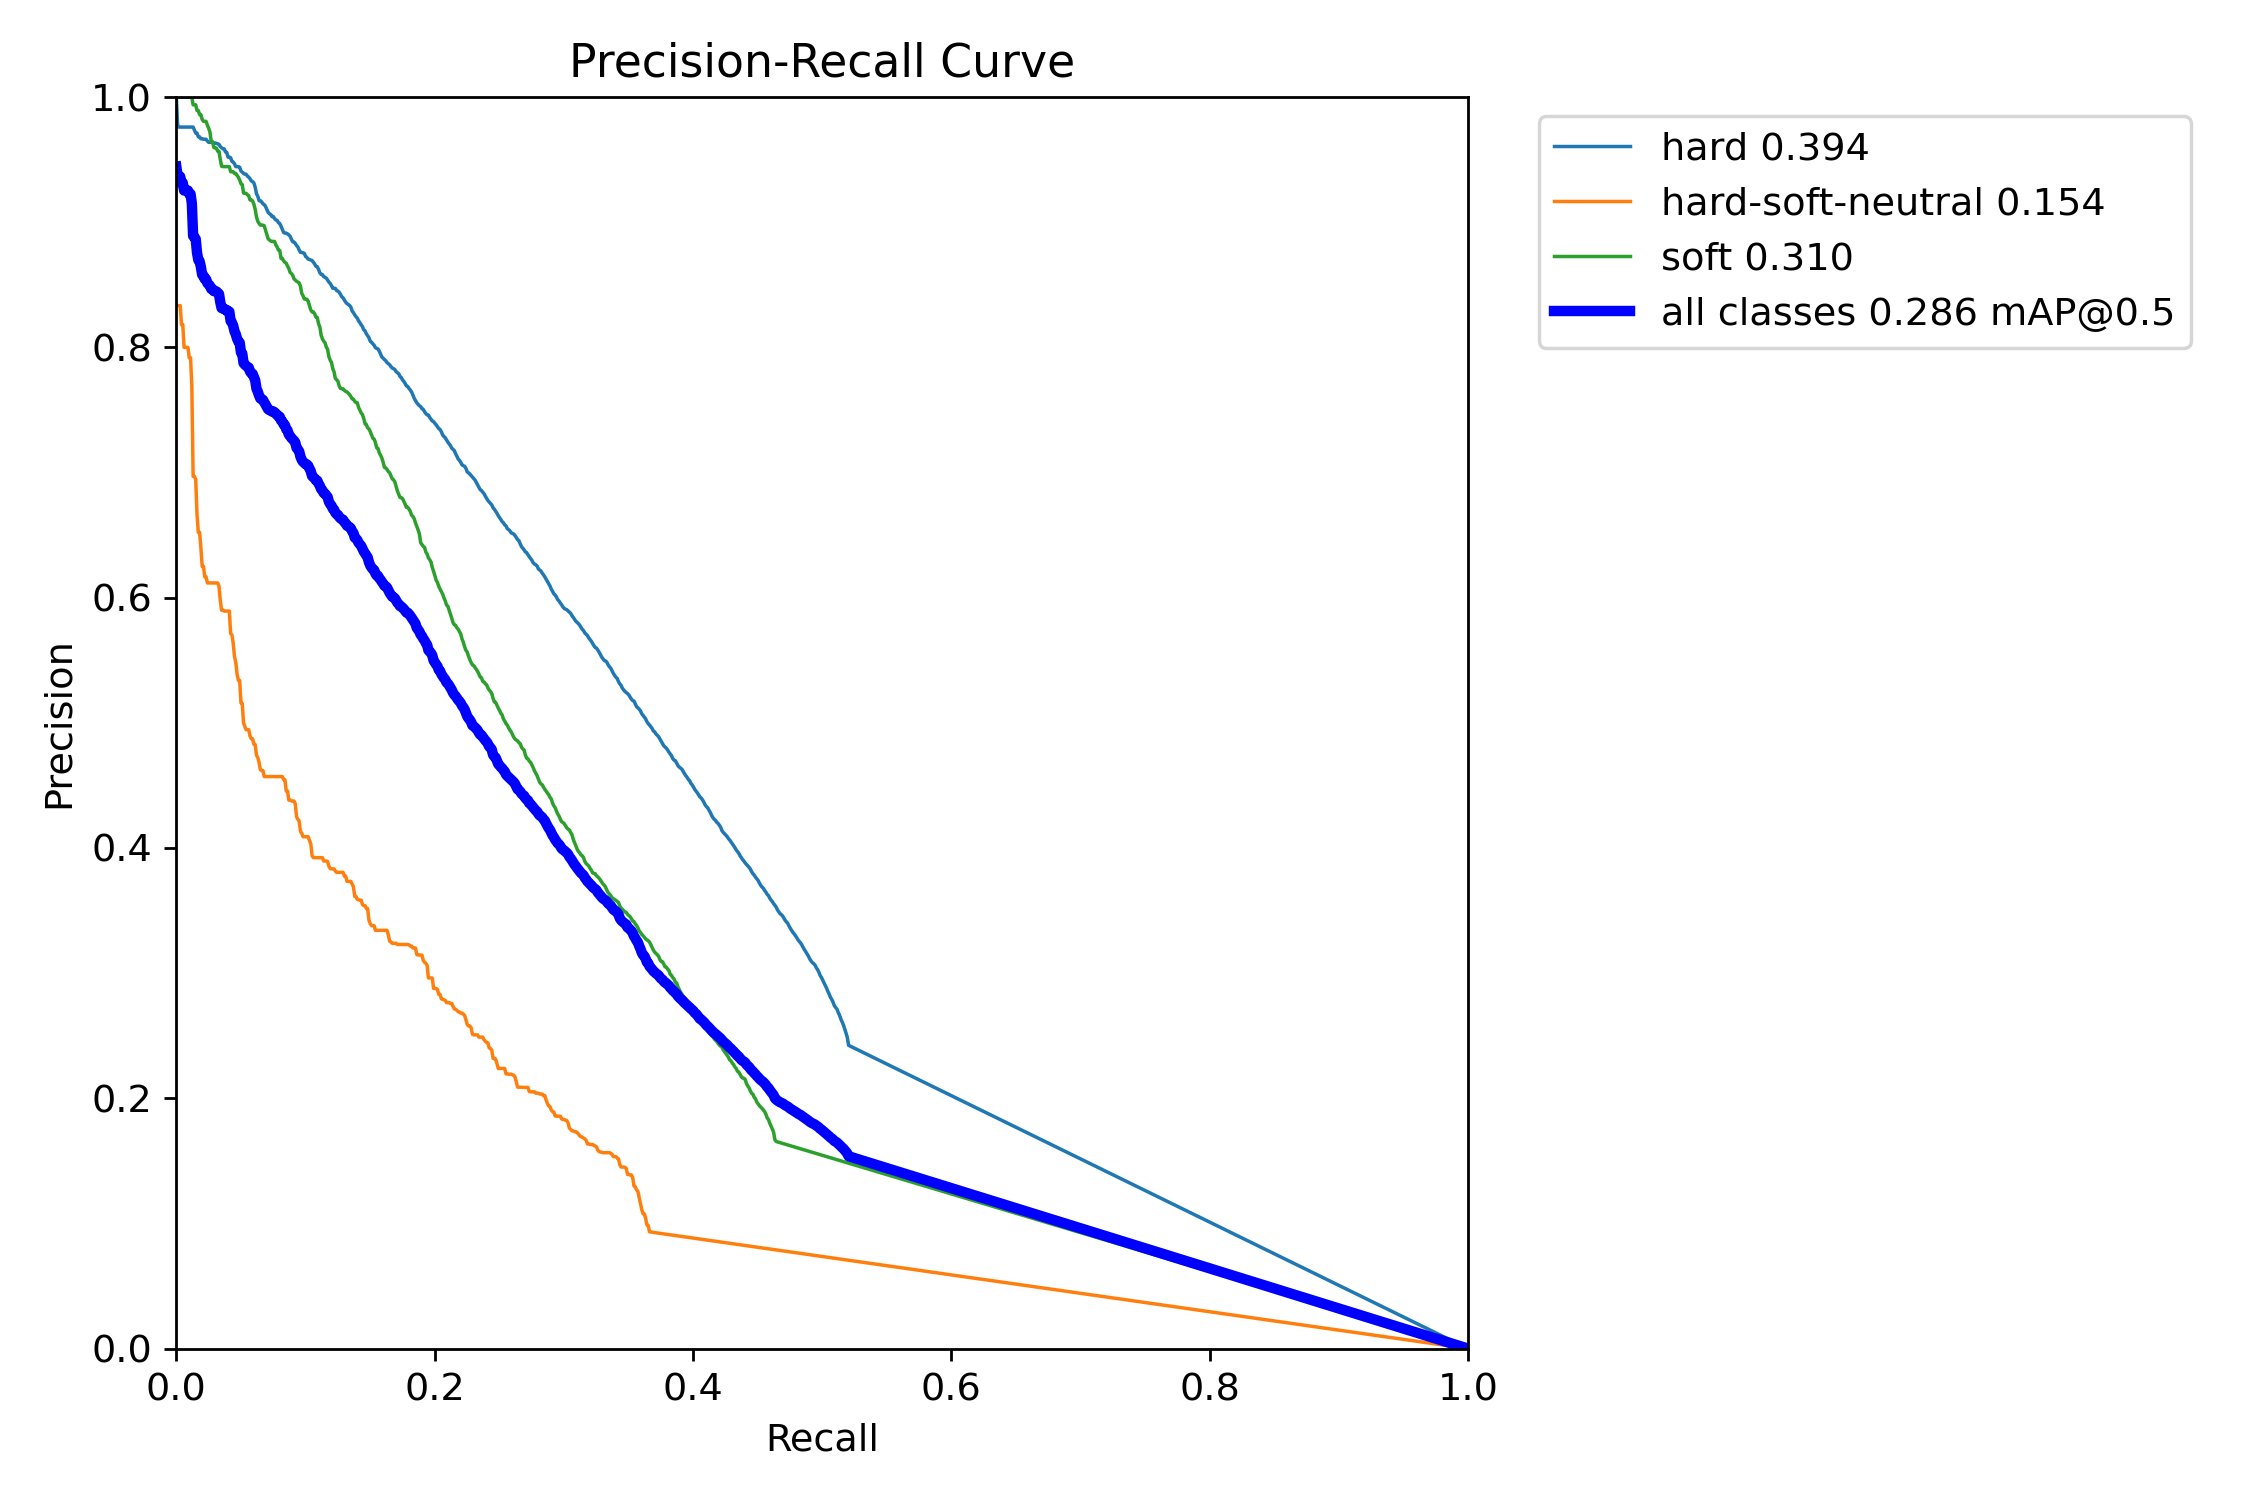 Precision-Recall Curve
1.0
0.8
0.6
0.4
0.2
0.0
Precision
0.0 0.2 0.4 0.6 0.8 1.0
Recall
hard 0.394
hard-soft-neutral 0.154
soft 0.310
all classes 0.286 mAP@0.5